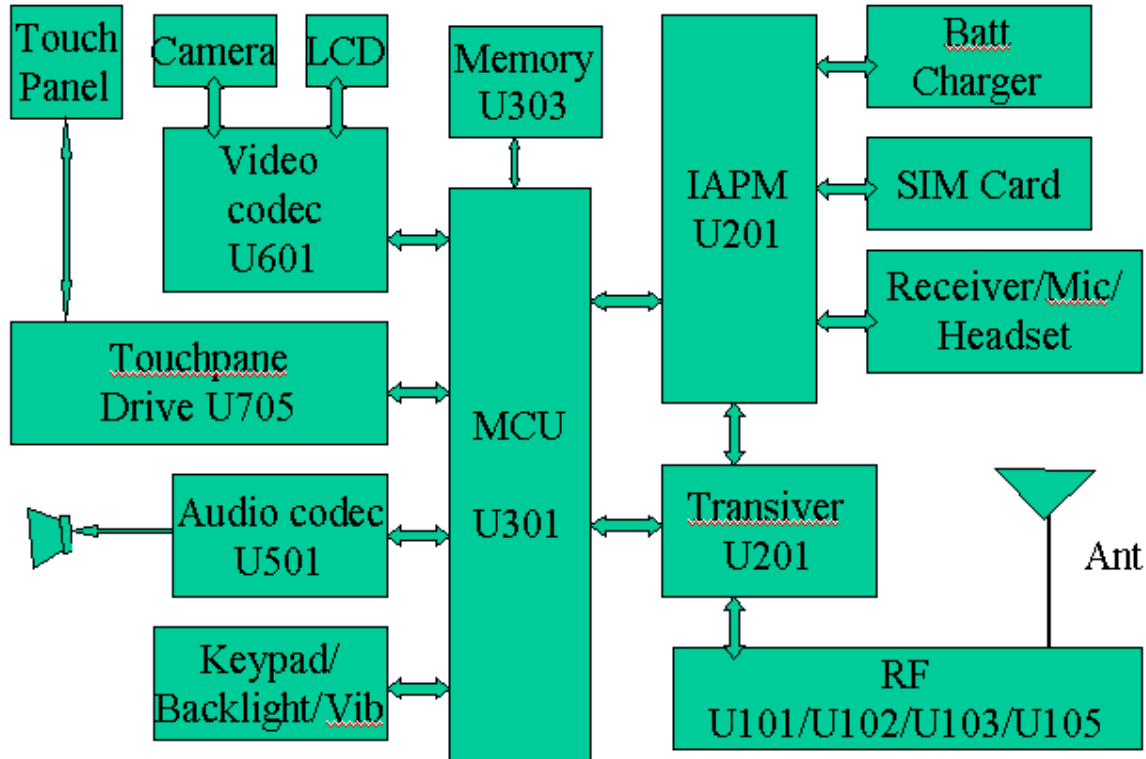 Touch
Panel
Camera
LCD
Memory
U303
Batt
Charger
Video
codec
U601
IAPM
U201
SIM Card
Receiver/Mic/
Headset
Touchpane
Drive U705
MCU
U301
Audio codec
U501
Transiver
U201
Ant
Keypad/
Backlight/Vib
RF
U101/U102/U103/U105